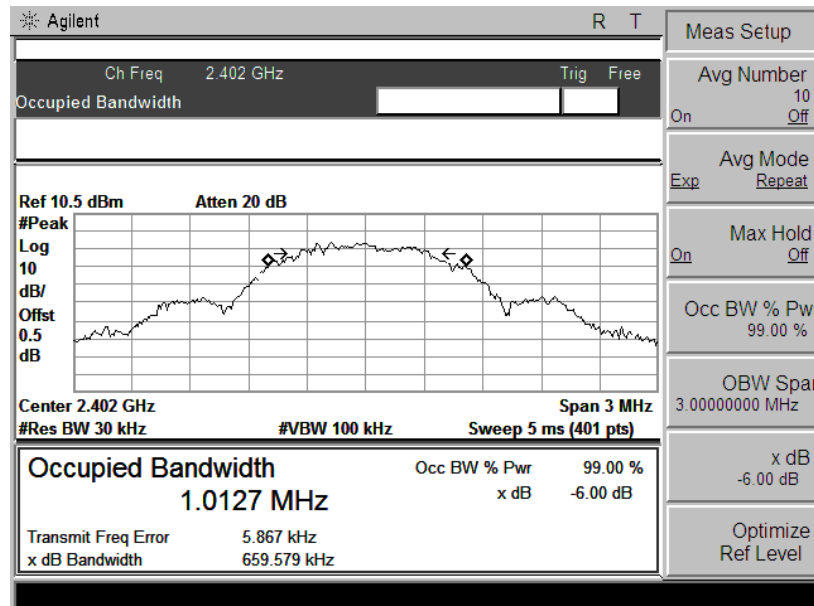 Agilent R T
Ch Freq 2.402 GHz Trig Free
Occupied Bandwidth
Ref 10.5 dBm Atten 20 dB
#Peak
Log
10
dB/
Offst
0.5
dB
Center 2.402 GHz Span 3 MHz
#Res BW 30 kHz #VBW 100 kHz Sweep 5 ms (401 pts)
Occupied Bandwidth
1.0127 MHz
Occ BW % Pwr 99.00 %
x dB -6.00 dB
Transmit Freq Error 5.867 kHz
x dB Bandwidth 659.579 kHz
Meas Setup
Avg Number
10
On Off
Avg Mode
Exp Repeat
Max Hold
On Off
Occ BW % Pw
99.00 %
OBW Spa
3.00000000 MHz
x dB
-6.00 dB
Optimize
Ref Level